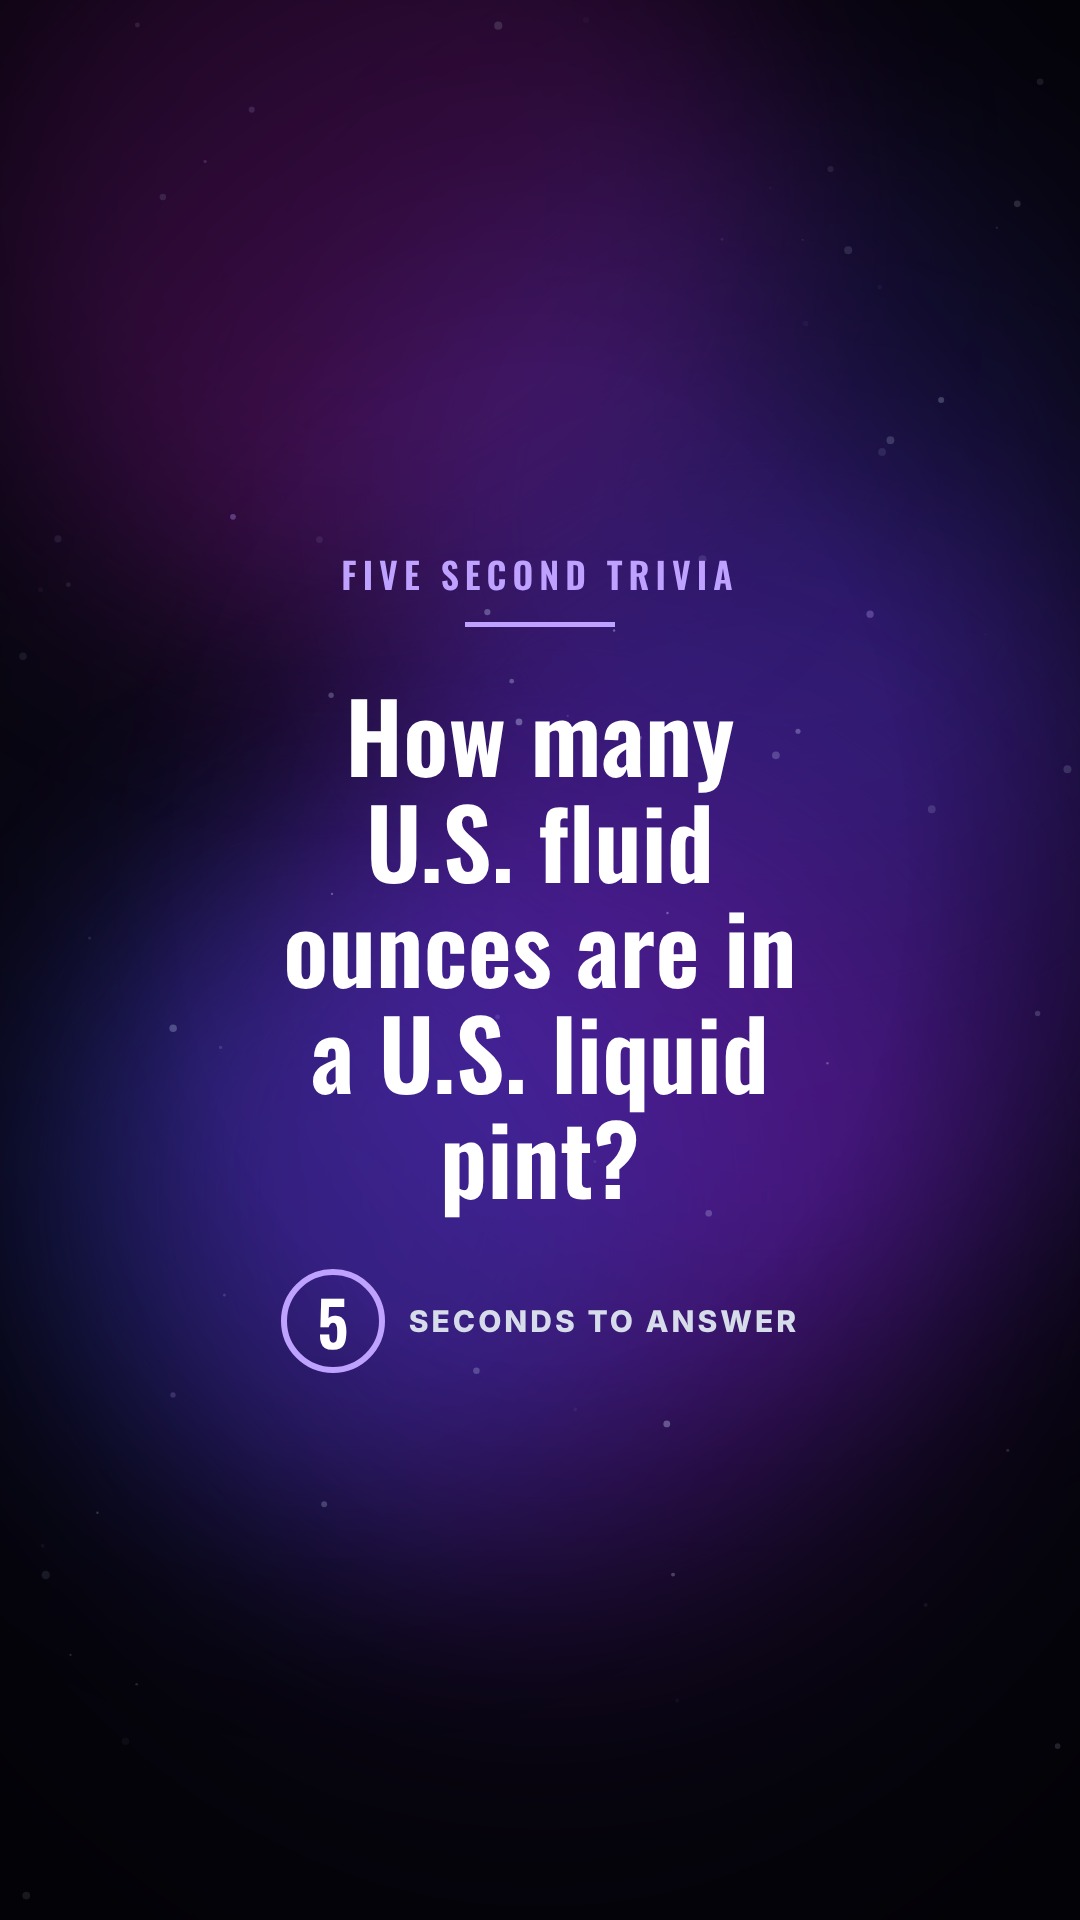 FIVE SECOND TRIVIA
How many
U.S. fluid
ounces are in
a U.S. liquid
pint?
5 SECONDS TO ANSWER